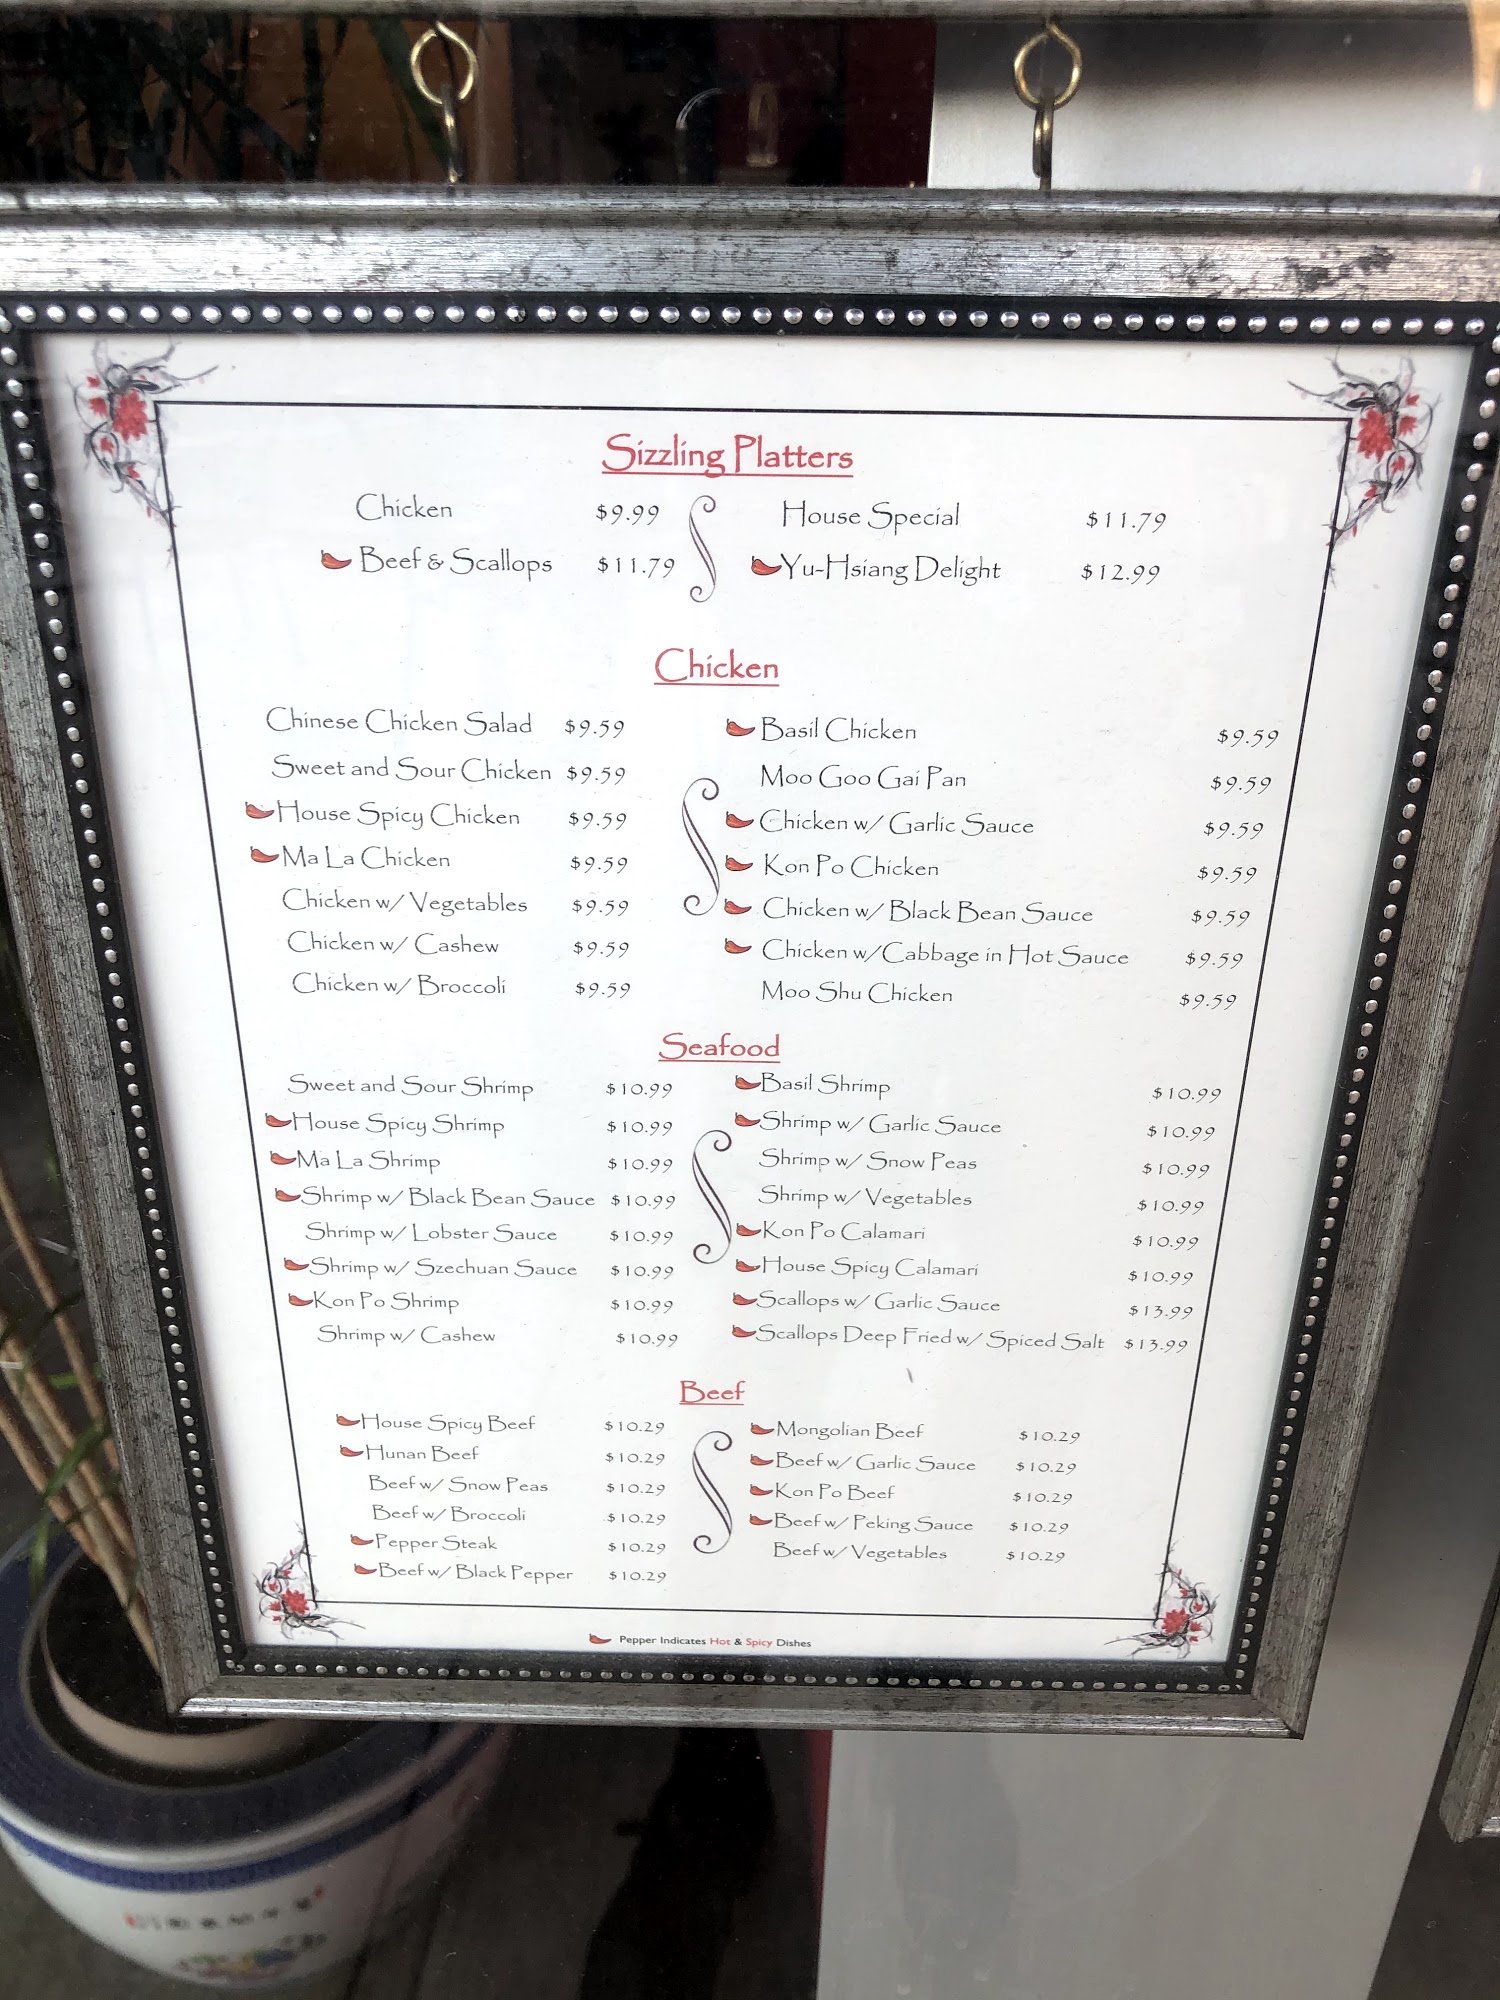 Sizzling Platters
Chicken $9.99
Beef & Scallops $11.79
House Special $11.79
Yu-Hsiang Delight $12.99
Chicken
Chinese Chicken Salad $9.59
Sweet and Sour Chicken $9.59
House Spicy Chicken $9.59
Ma La Chicken $9.59
Chicken w/ Vegetables $9.59
Chicken w/ Cashew $9.59
Chicken w/ Broccoli $9.59
Basil Chicken $9.59
Moo Goo Gai Pan $9.59
Chicken w/ Garlic Sauce $9.59
Kon Po Chicken $9.59
Chicken w/ Black Bean Sauce $9.59
Chicken w/Cabbage in Hot Sauce $9.59
Moo Shu Chicken $9.59
Seafood
Sweet and Sour Shrimp $10.99
House Spicy Shrimp $10.99
Ma La Shrimp $10.99
Shrimp w/ Black Bean Sauce $10.99
Shrimp w/ Lobster Sauce $10.99
Shrimp w/ Szechuan Sauce $10.99
Kon Po Shrimp $10.99
Shrimp w/ Cashew $10.99
Basil Shrimp $10.99
Shrimp w/ Garlic Sauce $10.99
Shrimp w/ Snow Peas $10.99
Shrimp w/ Vegetables $10.99
Kon Po Calamari $10.99
House Spicy Calamari $10.99
Scallops w/ Garlic Sauce $13.99
Scallops Deep Fried w/ Spiced Salt $13.99
Beef
House Spicy Beef $10.29
Hunan Beef $10.29
Beef w/ Snow Peas $10.29
Beef w/ Broccoli $10.29
Pepper Steak $10.29
Beef w/ Black Pepper $10.29
Mongolian Beef $10.29
Beef w/ Garlic Sauce $10.29
Kon Po Beef $10.29
Beef w/ Peking Sauce $10.29
Beef w/ Vegetables $10.29
Pepper Indicates Hot & Spicy Dishes